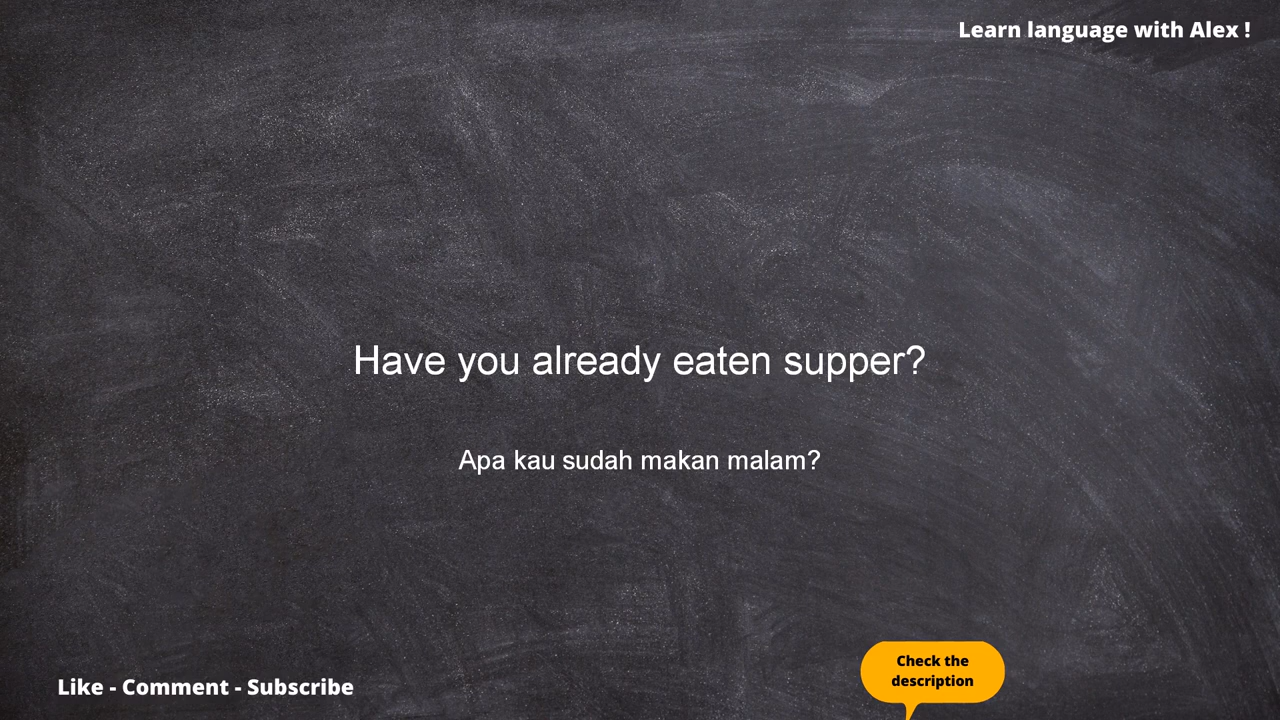 Learn language with Alex !
Have you already eaten supper?
Apa kau sudah makan malam?
Check the
description
Like - Comment - Subscribe